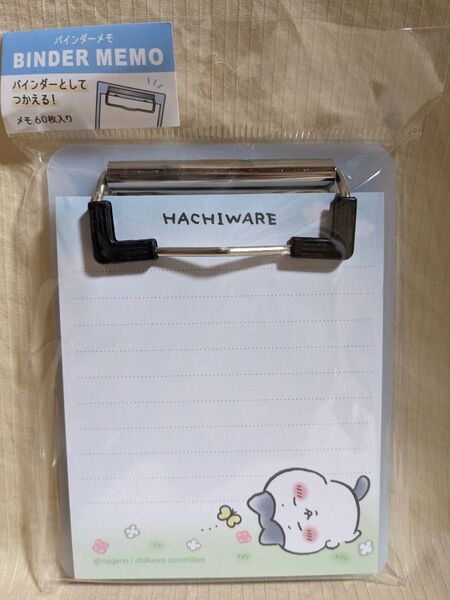 バインダーメモ
BINDER MEMO
バインダーとして
つかえる!
メモ 60枚入り
HACHIWARE
@nagano / chiikawa committee